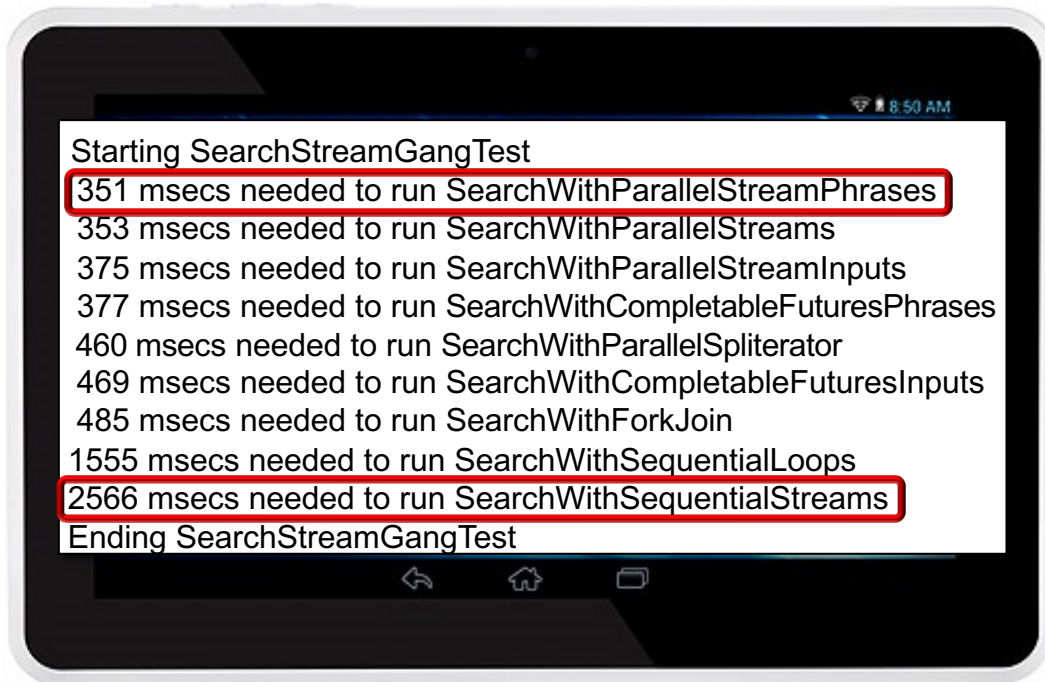 8:50 AM
Starting SearchStreamGangTest
351 msecs needed to run SearchWithParallelStreamPhrases
353 msecs needed to run SearchWithParallelStreams
375 msecs needed to run SearchWithParallelStreamInputs
377 msecs needed to run SearchWithCompletableFuturesPhrases
460 msecs needed to run SearchWithParallelSpliterator
469 msecs needed to run SearchWithCompletableFuturesInputs
485 msecs needed to run SearchWithForkJoin
1555 msecs needed to run SearchWithSequentialLoops
2566 msecs needed to run SearchWithSequentialStreams
Ending SearchStreamGangTest